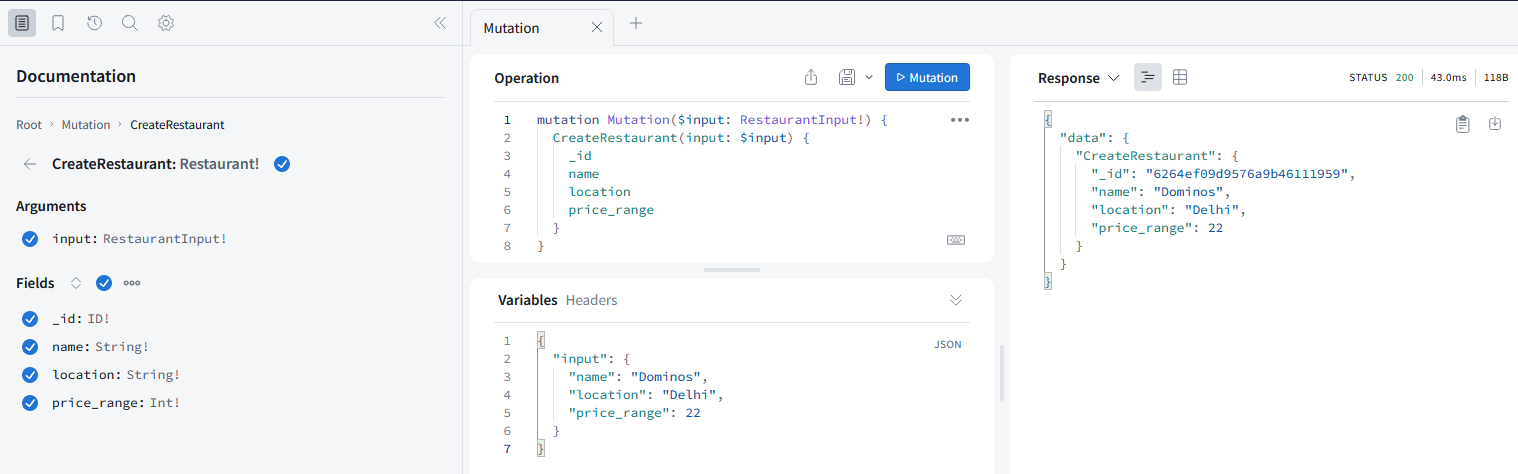 Documentation
Root › Mutation › CreateRestaurant
CreateRestaurant: Restaurant!
Arguments
input: RestaurantInput!
Fields
_id: ID!
name: String!
location: String!
price_range: Int!
Mutation
Operation
Mutation
1 mutation Mutation($input: RestaurantInput!) {
2 CreateRestaurant(input: $input) {
3 _id
4 name
5 location
6 price_range
7 }
8 }
Variables Headers
JSON
1 {
2 "input": {
3 "name": "Dominos",
4 "location": "Delhi",
5 "price_range": 22
6 }
7 }
Response
STATUS 200 43.0ms 118B
{
"data": {
"CreateRestaurant": {
"_id": "6264ef09d9576a9b46111959",
"name": "Dominos",
"location": "Delhi",
"price_range": 22
}
}
}